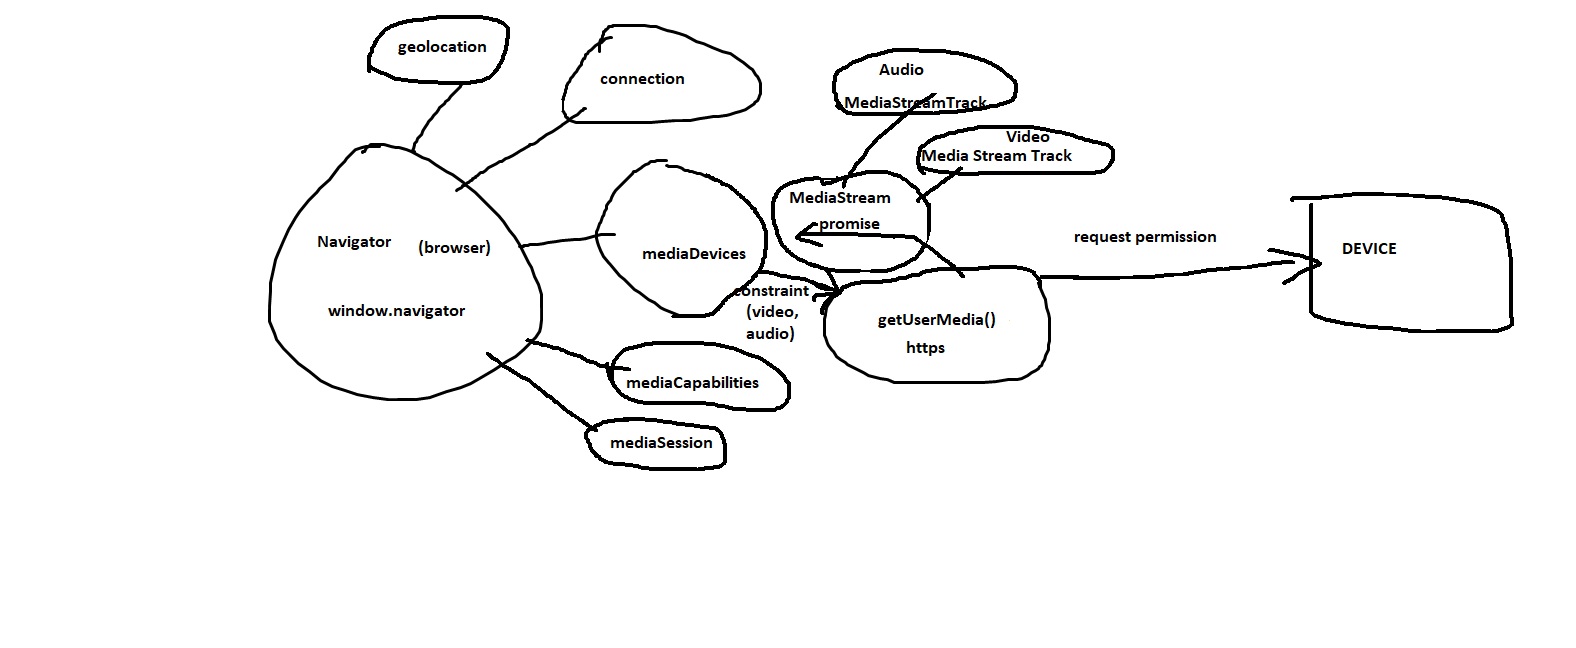 geolocation
connection
Audio
MediaStreamTrack
Video
Media Stream Track
MediaStream
promise
Navigator (browser)
window.navigator
mediaDevices
constraint
(video,
audio)
getUserMedia()
https
request permission
DEVICE
mediaCapabilities
mediaSession